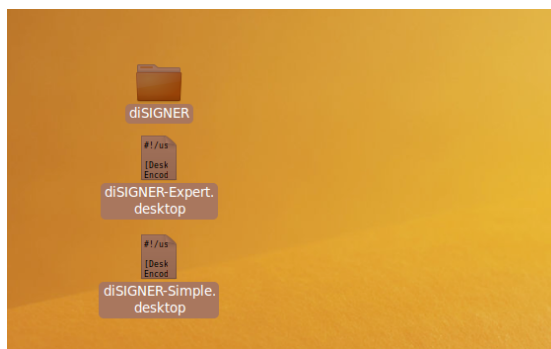 diSIGNER
#!/us
[Desk
Encod
diSIGNER-Expert.
desktop
#!/us
[Desk
Encod
diSIGNER-Simple.
desktop